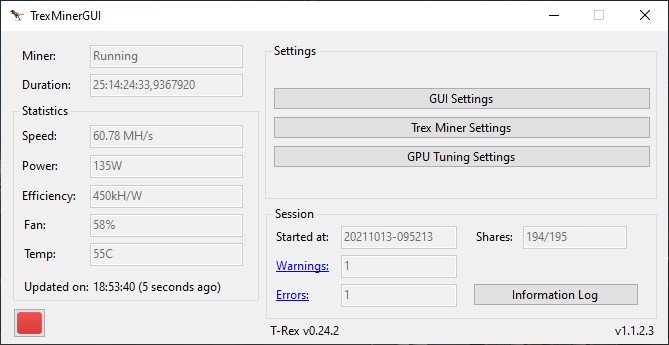 TrexMinerGUI
Miner: Running
Duration: 25:14:24:33,9367920
Statistics
Speed: 60.78 MH/s
Power: 135W
Efficiency: 450kH/W
Fan: 58%
Temp: 55C
Updated on: 18:53:40 (5 seconds ago)
Settings
GUI Settings
Trex Miner Settings
GPU Tuning Settings
Session
Started at: 20211013-095213 Shares: 194/195
Warnings: 1
Errors: 1 Information Log
T-Rex v0.24.2 v1.1.2.3